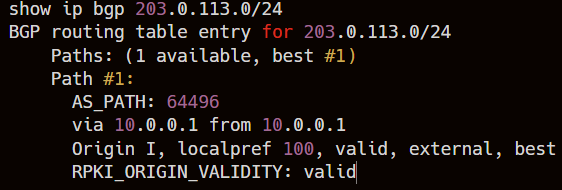 show ip bgp 203.0.113.0/24
BGP routing table entry for 203.0.113.0/24
Paths: (1 available, best #1)
Path #1:
AS_PATH: 64496
via 10.0.0.1 from 10.0.0.1
Origin I, localpref 100, valid, external, best
RPKI_ORIGIN_VALIDITY: valid